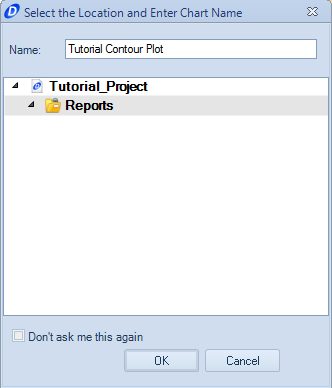 Select the Location and Enter Chart Name
Name: Tutorial Contour Plot
Tutorial_Project
Reports
Don't ask me this again
OK Cancel